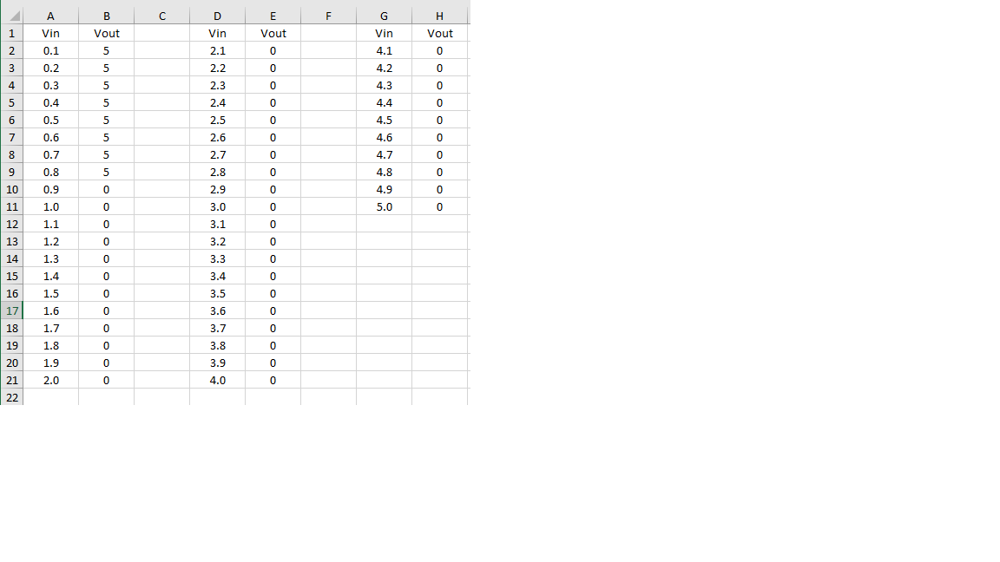 A B C D E F G H
1 Vin Vout Vin Vout Vin Vout
2 0.1 5 2.1 0 4.1 0
3 0.2 5 2.2 0 4.2 0
4 0.3 5 2.3 0 4.3 0
5 0.4 5 2.4 0 4.4 0
6 0.5 5 2.5 0 4.5 0
7 0.6 5 2.6 0 4.6 0
8 0.7 5 2.7 0 4.7 0
9 0.8 5 2.8 0 4.8 0
10 0.9 0 2.9 0 4.9 0
11 1.0 0 3.0 0 5.0 0
12 1.1 0 3.1 0
13 1.2 0 3.2 0
14 1.3 0 3.3 0
15 1.4 0 3.4 0
16 1.5 0 3.5 0
17 1.6 0 3.6 0
18 1.7 0 3.7 0
19 1.8 0 3.8 0
20 1.9 0 3.9 0
21 2.0 0 4.0 0
22